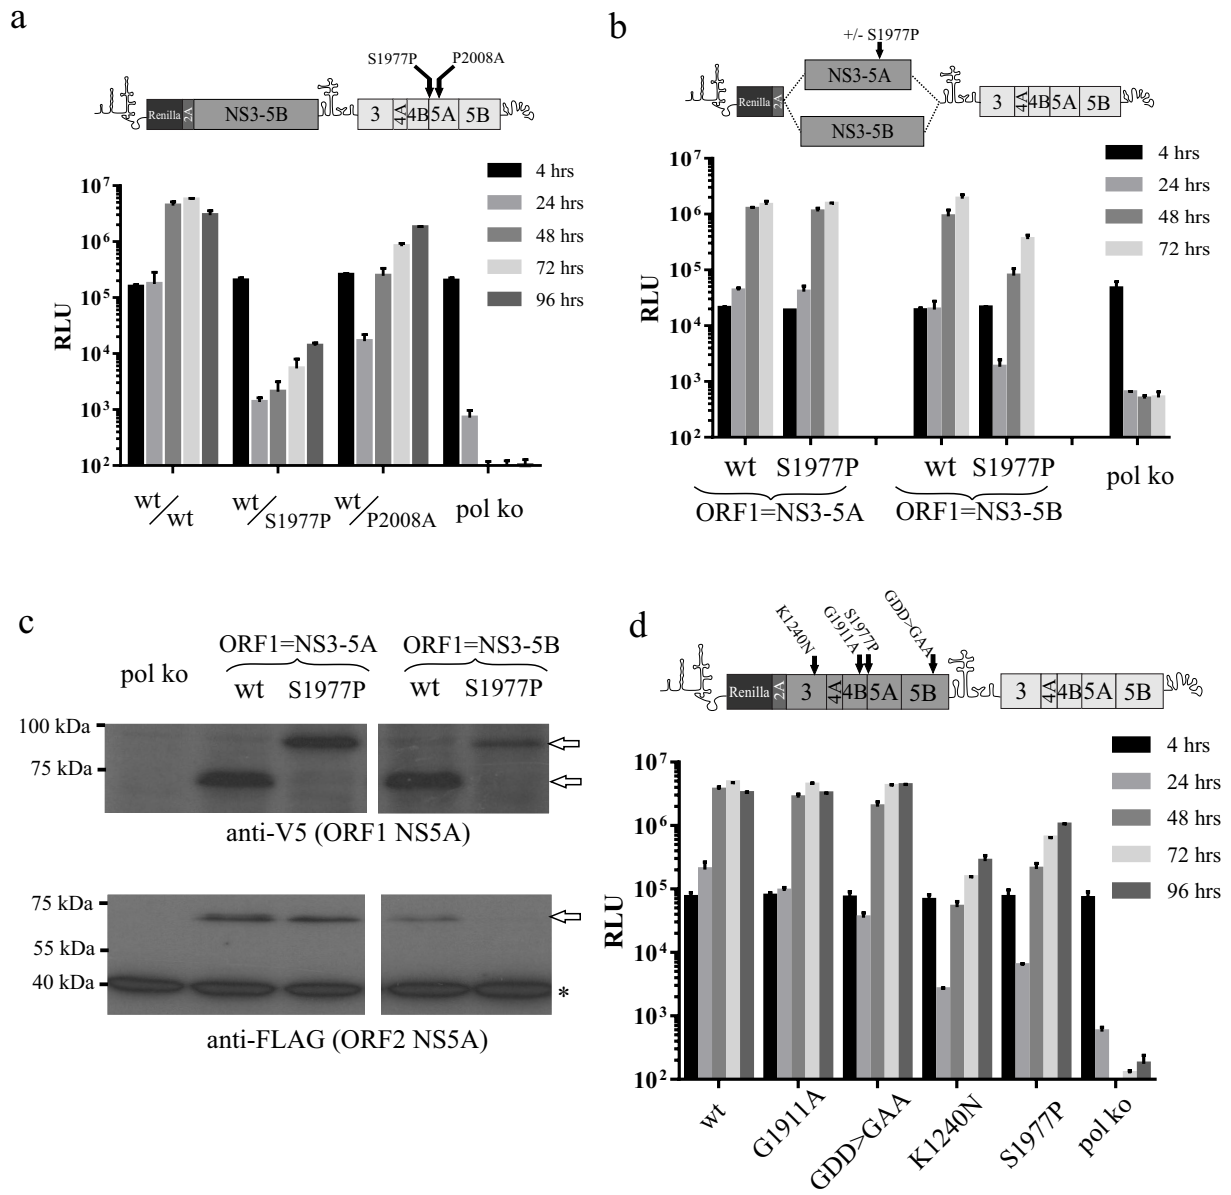 a
S1977P
P2008A
Renilla 2A NS3-5B 3 4A 4B 5A 5B
4 hrs
24 hrs
48 hrs
72 hrs
96 hrs
RLU
10^7
10^6
10^5
10^4
10^3
10^2
wt/wt wt/S1977P wt/P2008A pol ko
b
+/- S1977P
NS3-5A
Renilla 2A 3 4A 4B 5A 5B
NS3-5B
4 hrs
24 hrs
48 hrs
72 hrs
RLU
10^7
10^6
10^5
10^4
10^3
10^2
wt S1977P wt S1977P pol ko
ORF1=NS3-5A ORF1=NS3-5B
c
ORF1=NS3-5A ORF1=NS3-5B
pol ko wt S1977P wt S1977P
100 kDa
75 kDa
anti-V5 (ORF1 NS5A)
75 kDa
55 kDa
40 kDa
*
anti-FLAG (ORF2 NS5A)
d
K1240N
G1911A
S1977P
GDD>GAA
Renilla 2A 3 4A 4B 5A 5B 3 4A 4B 5A 5B
4 hrs
24 hrs
48 hrs
72 hrs
96 hrs
RLU
10^7
10^6
10^5
10^4
10^3
10^2
wt G1911A GDD>GAA K1240N S1977P pol ko